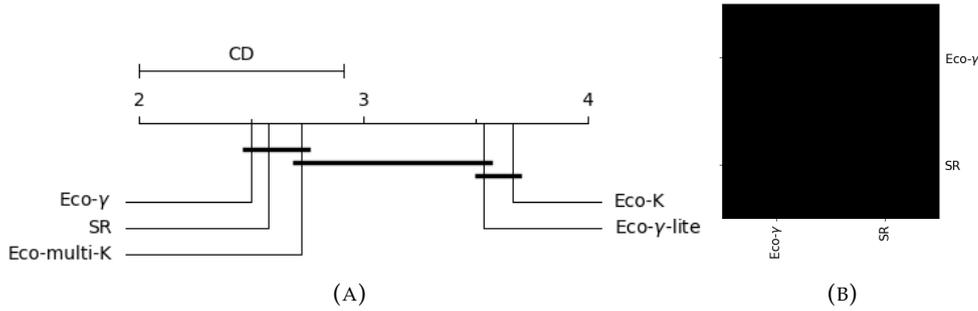 CD
2 3 4
Eco-γ
SR
Eco-multi-K
Eco-K
Eco-γ-lite
(A)
Eco-γ
SR
Eco-γ
SR
(B)